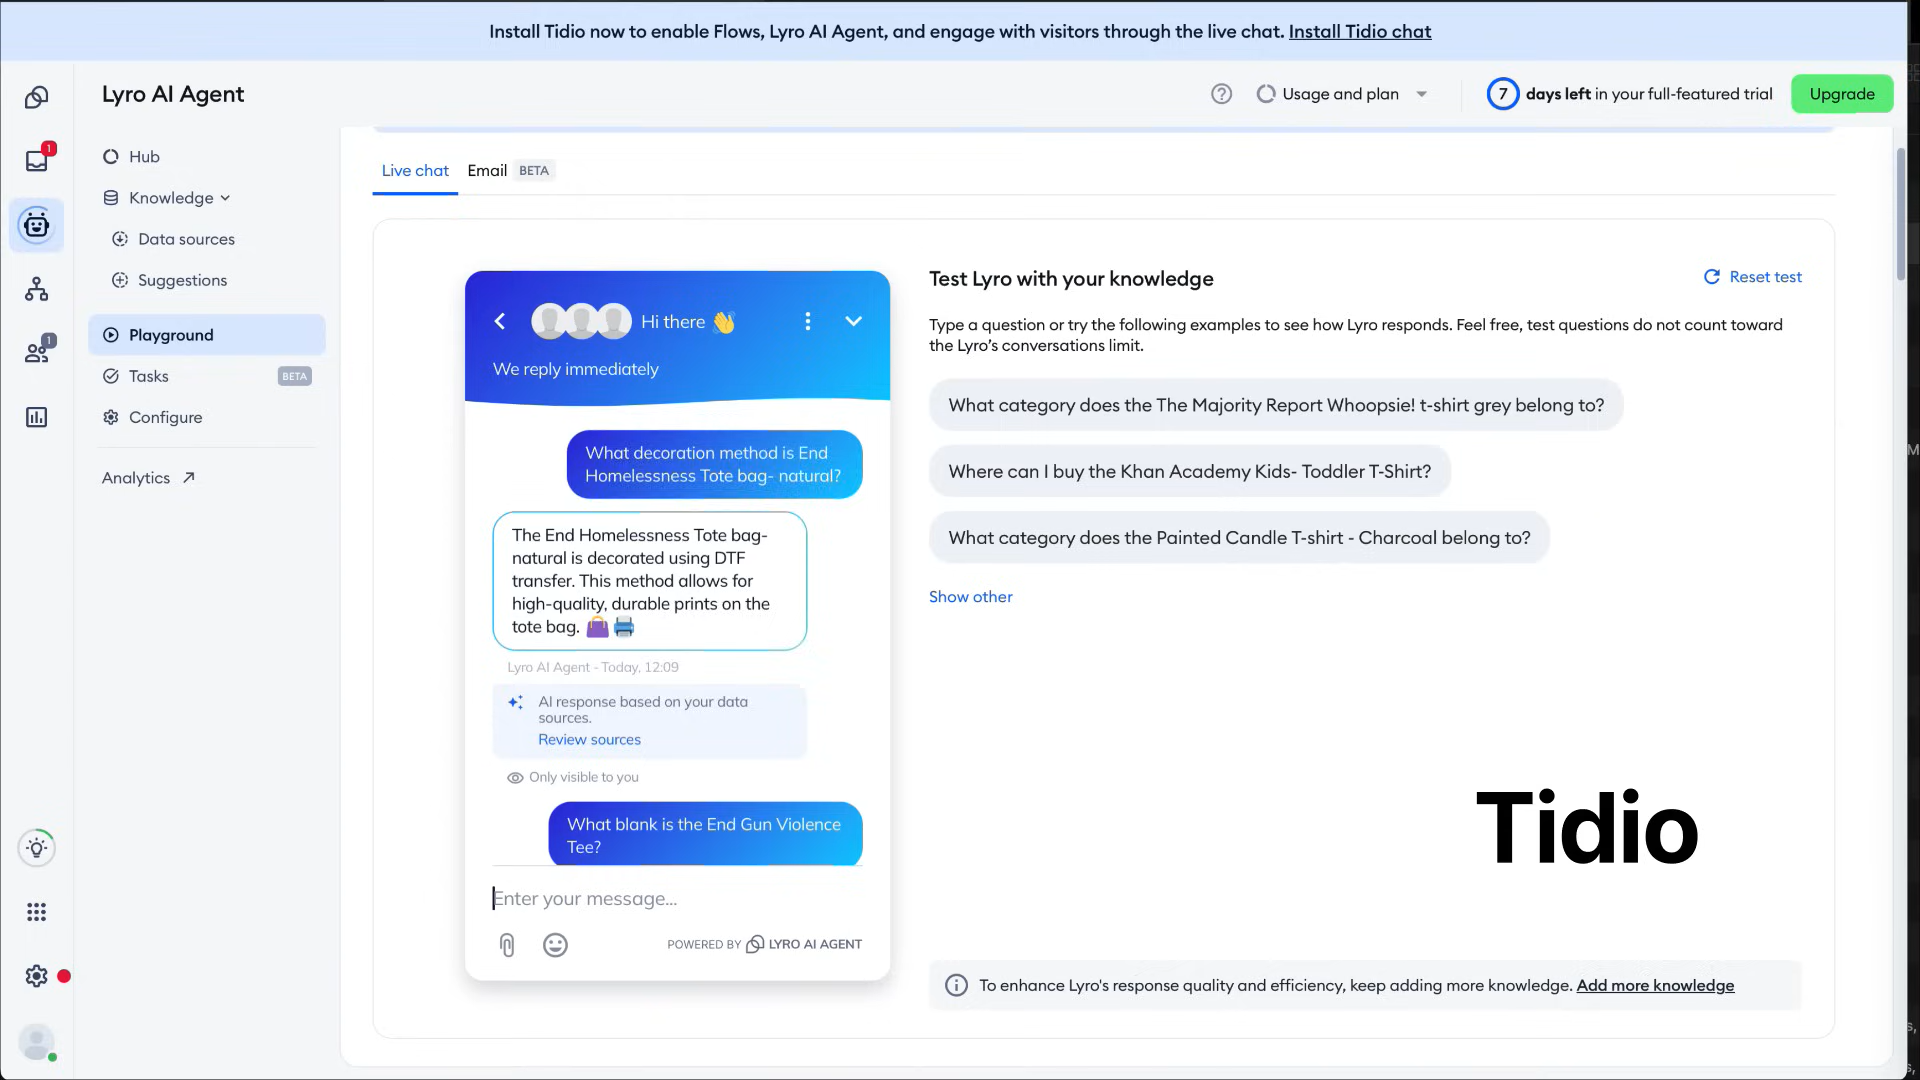 Install Tidio now to enable Flows, Lyro AI Agent, and engage with visitors through the live chat. Install Tidio chat
Lyro AI Agent
Usage and plan
7 days left in your full-featured trial
Upgrade
1
Hub
Knowledge
Data sources
Suggestions
Playground
1
Tasks BETA
Configure
Analytics
Live chat
Email BETA
Hi there 👋
We reply immediately
What decoration method is End
Homelessness Tote bag- natural?
The End Homelessness Tote bag-
natural is decorated using DTF
transfer. This method allows for
high-quality, durable prints on the
tote bag. 👜🖨️
Lyro AI Agent - Today, 12:09
AI response based on your data
sources.
Review sources
Only visible to you
What blank is the End Gun Violence
Tee?
Enter your message...
POWERED BY LYRO AI AGENT
Test Lyro with your knowledge
Reset test
Type a question or try the following examples to see how Lyro responds. Feel free, test questions do not count toward
the Lyro's conversations limit.
What category does the The Majority Report Whoopsie! t-shirt grey belong to?
Where can I buy the Khan Academy Kids- Toddler T-Shirt?
What category does the Painted Candle T-shirt - Charcoal belong to?
Show other
Tidio
To enhance Lyro's response quality and efficiency, keep adding more knowledge. Add more knowledge